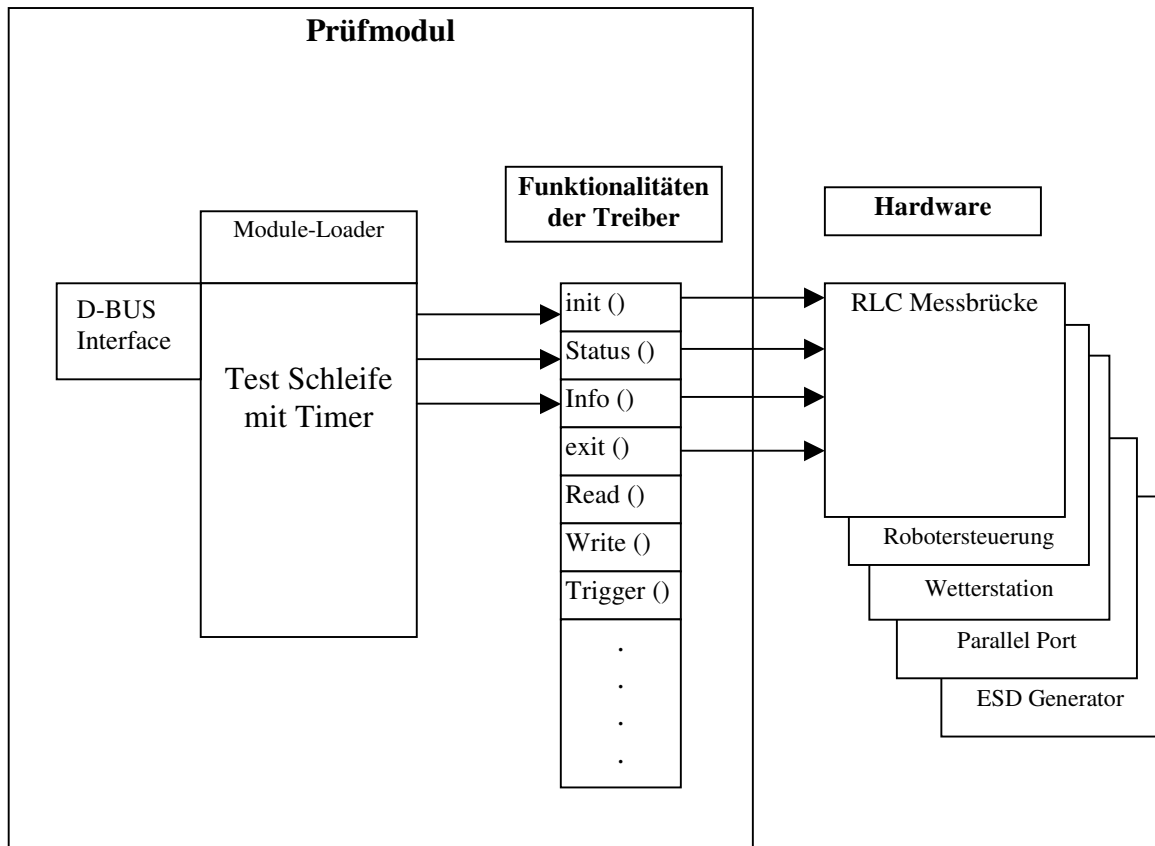 Prüfmodul
Funktionalitäten
der Treiber
Hardware
Module-Loader
D-BUS
Interface
Test Schleife
mit Timer
init ()
Status ()
Info ()
exit ()
Read ()
Write ()
Trigger ()
.
.
.
.
RLC Messbrücke
Robotersteuerung
Wetterstation
Parallel Port
ESD Generator